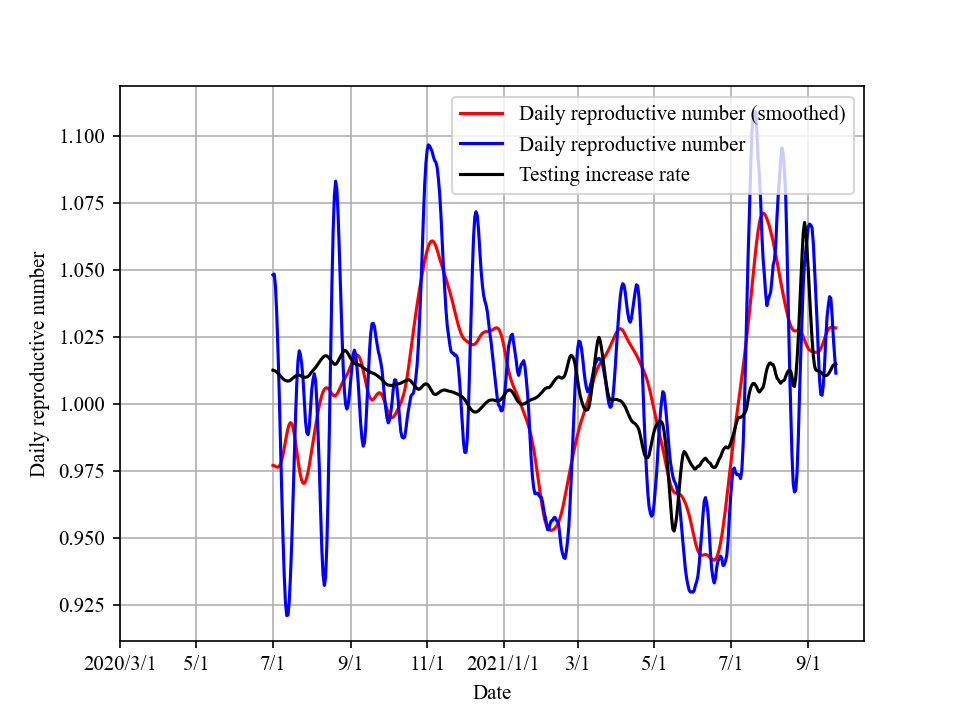 Daily reproductive number (smoothed)
Daily reproductive number
Testing increase rate
Daily reproductive number
1.100
1.075
1.050
1.025
1.000
0.975
0.950
0.925
2020/3/1 5/1 7/1 9/1 11/1 2021/1/1 3/1 5/1 7/1 9/1
Date